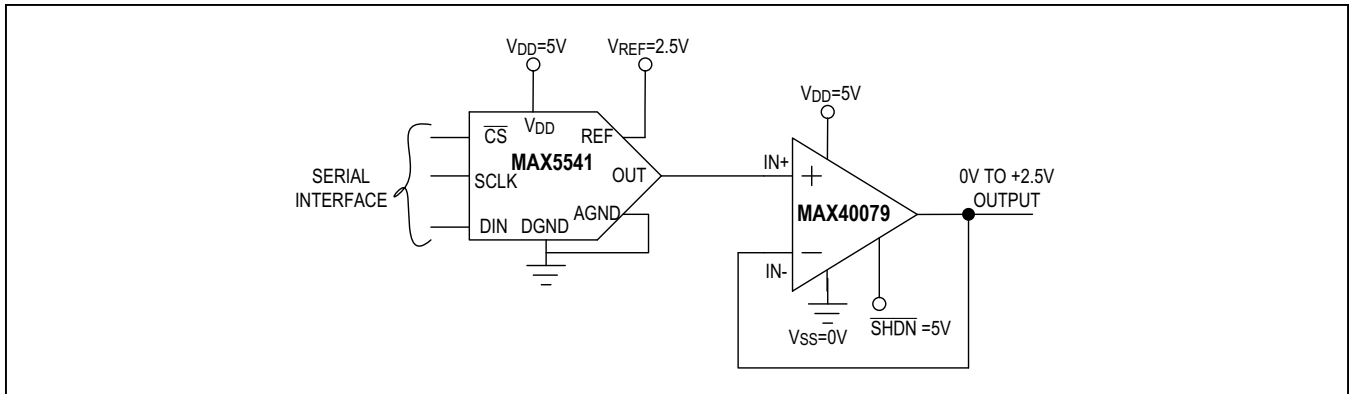 VDD=5V
VREF=2.5V
VDD=5V
CS
VDD
REF
MAX5541
SERIAL
INTERFACE
SCLK
OUT
DIN
DGND
AGND
IN+
+
MAX40079
−
IN-
0V TO +2.5V
OUTPUT
VSS=0V
SHDN =5V